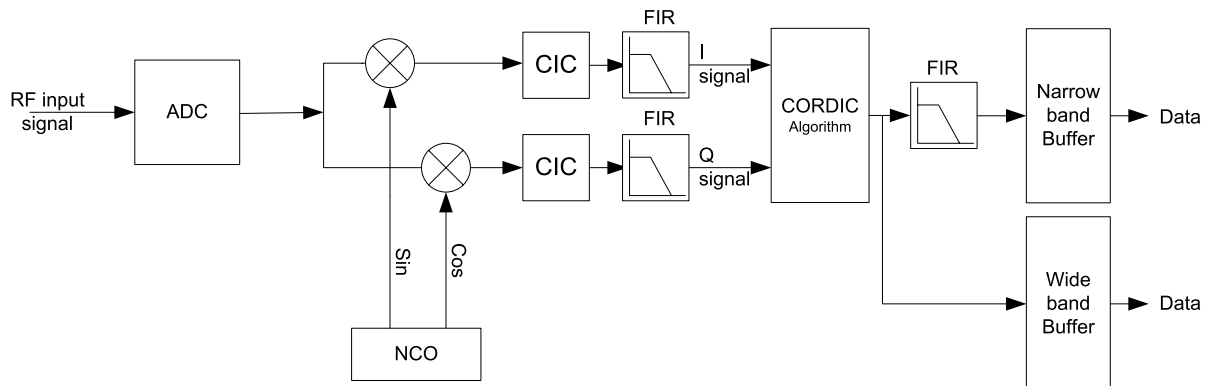 RF input
signal
ADC
Sin
Cos
NCO
CIC
FIR
I
signal
CIC
FIR
Q
signal
CORDIC
Algorithm
FIR
Narrow
band
Buffer
Data
Wide
band
Buffer
Data